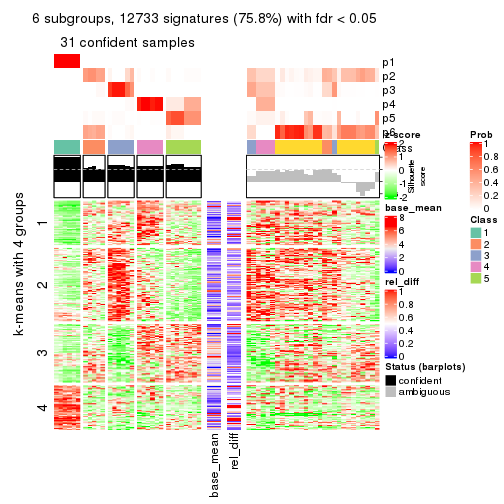 6 subgroups, 12733 signatures (75.8%) with fdr < 0.05
31 confident samples
p1
p2
p3
p4
p5
p6
z-score
2
-2
Class
Silhouette
score
k-means with 4 groups
1
2
3
4
base_mean
rel_diff
base_mean
8
6
4
2
0
rel_diff
1
0.8
0.6
0.4
0.2
0
Status (barplots)
confident
ambiguous
Prob
1
0.8
0.6
0.4
0.2
0
Class
1
2
3
4
5